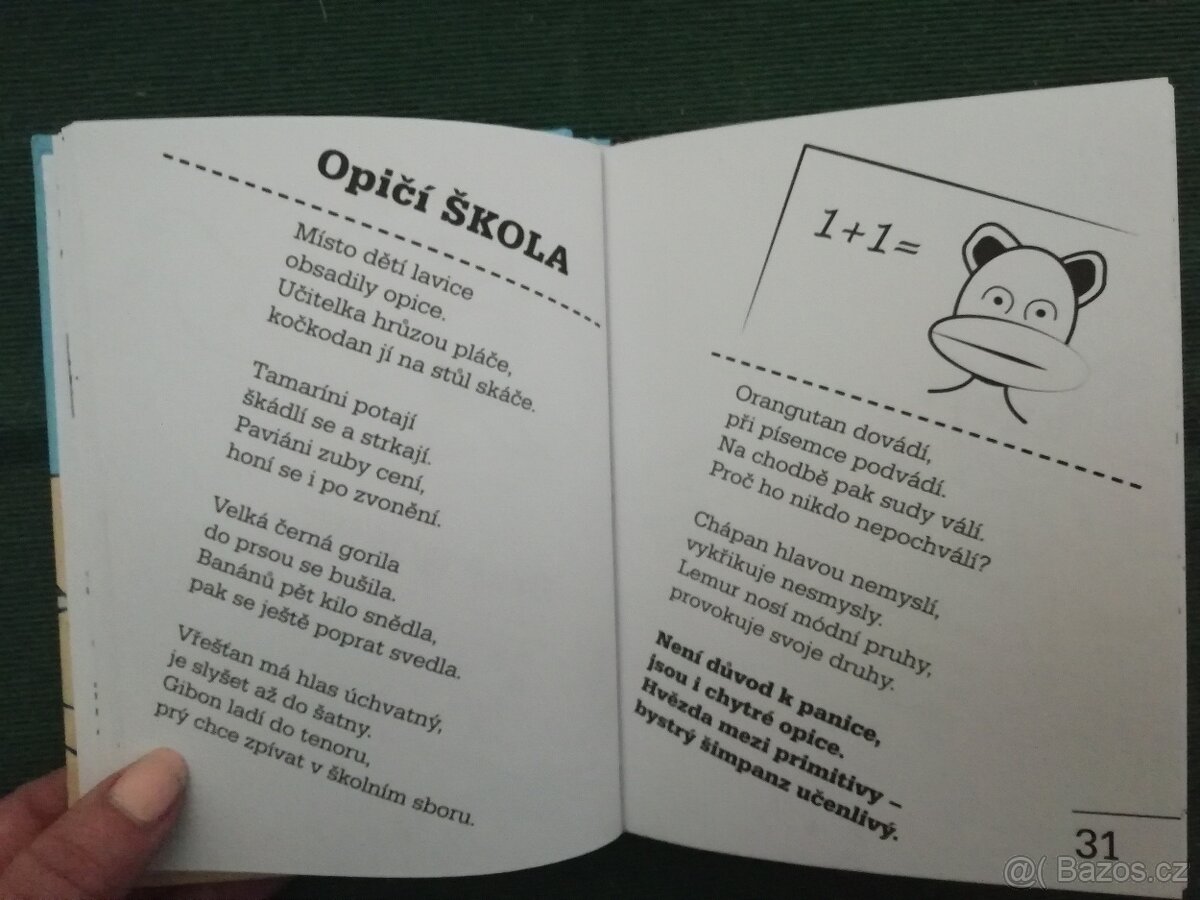 Opičí ŠKOLA
Místo dětí lavice
obsadily opice.
Učitelka hrůzou pláče,
kočkodan jí na stůl skáče.
Tamaríni potají
škádlí se a strkají.
Paviáni zuby cení,
honí se i po zvonění.
Velká černá gorila
do prsou se bušila.
Banánů pět kilo snědla,
pak se ještě poprat svedla.
Vřešťan má hlas úchvatný,
je slyšet až do šatny.
Gibon ladí do tenoru,
prý chce zpívat v školním sboru.
1+1=
Orangutan dovádí,
při písemce podvádí.
Na chodbě pak sudy válí.
Proč ho nikdo nepochválí?
Chápan hlavou nemyslí,
vykřikuje nesmysly.
Lemur nosí módní pruhy,
provokuje svoje druhy.
Není důvod k panice,
jsou i chytré opice.
Hvězda mezi primitivy –
bystrý šimpanz učenlivý.
31
@( Bazos.cz